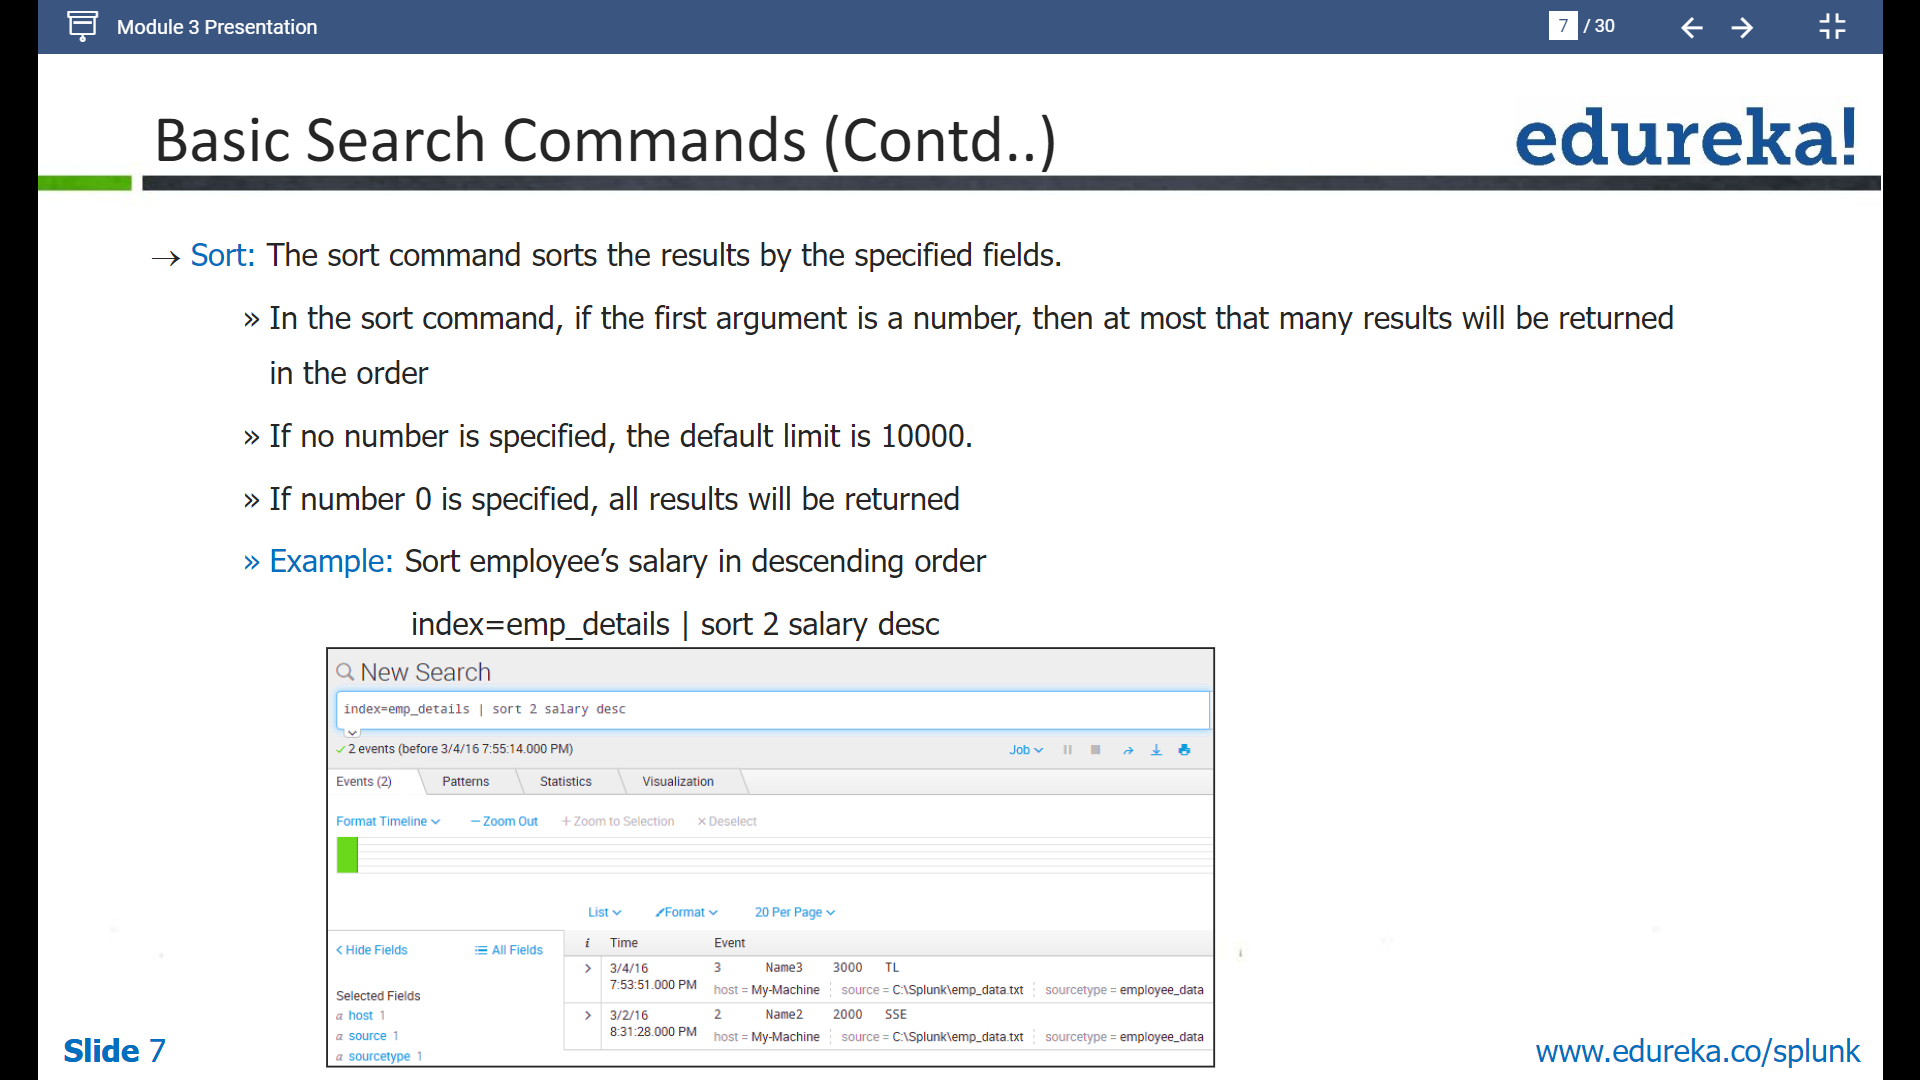 Module 3 Presentation
7 / 30
Basic Search Commands (Contd..)
edureka!
→ Sort: The sort command sorts the results by the specified fields.
» In the sort command, if the first argument is a number, then at most that many results will be returned
in the order
» If no number is specified, the default limit is 10000.
» If number 0 is specified, all results will be returned
» Example: Sort employee’s salary in descending order
index=emp_details | sort 2 salary desc
New Search
index=emp_details | sort 2 salary desc
2 events (before 3/4/16 7:55:14.000 PM)
Job
Events (2) Patterns Statistics Visualization
Format Timeline — Zoom Out + Zoom to Selection × Deselect
List Format 20 Per Page
< Hide Fields All Fields
i Time Event
Selected Fields
a host 1
a source 1
a sourcetype 1
> 3/4/16 3 Name3 3000 TL
7:53:51.000 PM host = My-Machine source = C:\Splunk\emp_data.txt sourcetype = employee_data
> 3/2/16 2 Name2 2000 SSE
8:31:28.000 PM host = My-Machine source = C:\Splunk\emp_data.txt sourcetype = employee_data
Slide 7
www.edureka.co/splunk